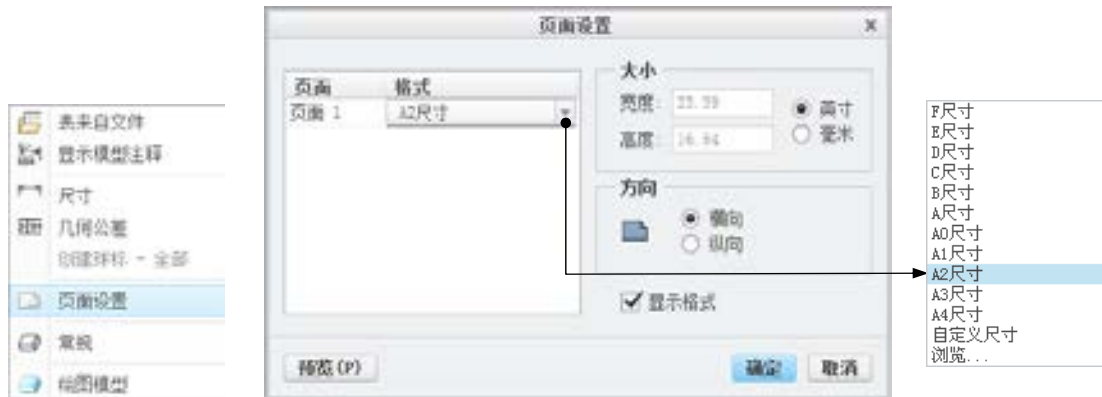 表来自文件
显示模型主释
尺寸
几何公差
创建球标 - 全部
页面设置
常规
绘图模型
页面设置
页面 格式
页面 1 A2尺寸
大小
宽度: 23.39
英寸
高度: 16.54
毫米
方向
横向
纵向
显示格式
预览(P)
确定 取消
F尺寸
E尺寸
D尺寸
C尺寸
B尺寸
A尺寸
A0尺寸
A1尺寸
A2尺寸
A3尺寸
A4尺寸
自定义尺寸
浏览...